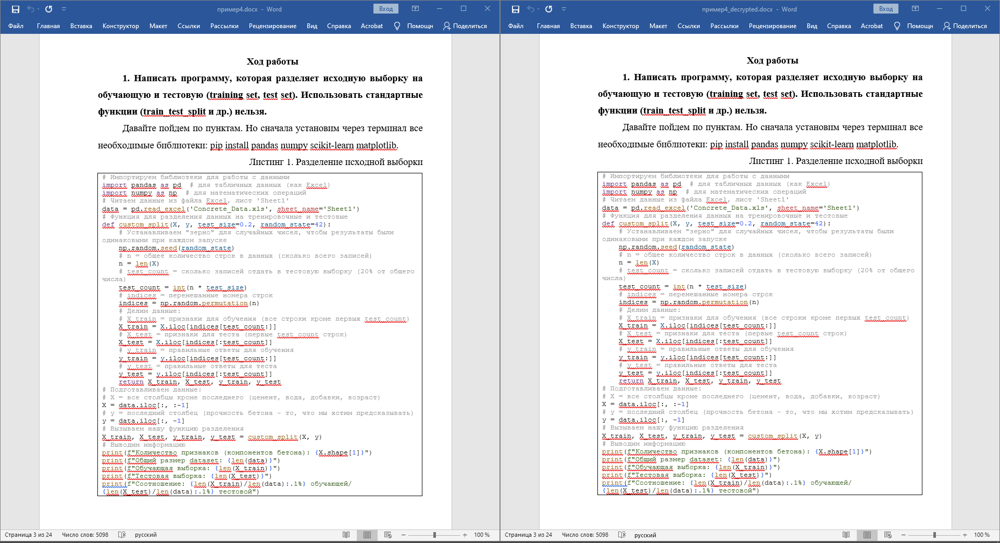 пример4.docx - Word
Вход
Файл Главная Вставка Конструктор Макет Ссылки Рассылки Рецензирование Вид Справка Acrobat Помощн Поделиться
Ход работы
1. Написать программу, которая разделяет исходную выборку на
обучающую и тестовую (training set, test set). Использовать стандартные
функции (train_test_split и др.) нельзя.
Давайте пойдем по пунктам. Но сначала установим через терминал все
необходимые библиотеки: pip install pandas numpy scikit-learn matplotlib.
Листинг 1. Разделение исходной выборки
# Импортируем библиотеки для работы с данными
import pandas as pd  # для табличных данных (как Excel)
import numpy as np  # для математических операций
# Читаем данные из файла Excel, лист 'Sheet1'
data = pd.read_excel('Concrete_Data.xls', sheet_name='Sheet1')
# Функция для разделения данных на тренировочные и тестовые
def custom_split(X, y, test_size=0.2, random_state=42):
    # Устанавливаем "зерно" для случайных чисел, чтобы результаты были
одинаковыми при каждом запуске
    np.random.seed(random_state)
    # n = общее количество строк в данных (сколько всего записей)
    n = len(X)
    # test_count = сколько записей отдать в тестовую выборку (20% от общего
числа)
    test_count = int(n * test_size)
    # indices = перемешанные номера строк
    indices = np.random.permutation(n)
    # Делим данные:
    # X_train = признаки для обучения (все строки кроме первых test_count)
    X_train = X.iloc[indices[test_count:]]
    # X_test = признаки для теста (первые test_count строк)
    X_test = X.iloc[indices[:test_count]]
    # y_train = правильные ответы для обучения
    y_train = y.iloc[indices[test_count:]]
    # y_test = правильные ответы для теста
    y_test = y.iloc[indices[:test_count]]
    return X_train, X_test, y_train, y_test
# Подготавливаем данные:
# X = все столбцы кроме последнего (цемент, вода, добавки, возраст)
X = data.iloc[:, :-1]
# y = последний столбец (прочность бетона - то, что мы хотим предсказывать)
y = data.iloc[:, -1]
# Вызываем нашу функцию разделения
X_train, X_test, y_train, y_test = custom_split(X, y)
# Выводим информацию
print(f"Количество признаков (компонентов бетона): {X.shape[1]}")
print(f"Общий размер dataset: {len(data)}")
print(f"Обучающая выборка: {len(X_train)}")
print(f"Тестовая выборка: {len(X_test)}")
print(f"Соотношение: {len(X_train)/len(data):.1%} обучающей/
{len(X_test)/len(data):.1%} тестовой")
Страница 3 из 24 Число слов: 5098 русский 100 %
пример4_decrypted.docx - Word
Вход
Файл Главная Вставка Конструктор Макет Ссылки Рассылки Рецензирование Вид Справка Acrobat Помощн Поделиться
Ход работы
1. Написать программу, которая разделяет исходную выборку на
обучающую и тестовую (training set, test set). Использовать стандартные
функции (train_test_split и др.) нельзя.
Давайте пойдем по пунктам. Но сначала установим через терминал все
необходимые библиотеки: pip install pandas numpy scikit-learn matplotlib.
Листинг 1. Разделение исходной выборки
# Импортируем библиотеки для работы с данными
import pandas as pd  # для табличных данных (как Excel)
import numpy as np  # для математических операций
# Читаем данные из файла Excel, лист 'Sheet1'
data = pd.read_excel('Concrete_Data.xls', sheet_name='Sheet1')
# Функция для разделения данных на тренировочные и тестовые
def custom_split(X, y, test_size=0.2, random_state=42):
    # Устанавливаем "зерно" для случайных чисел, чтобы результаты были
одинаковыми при каждом запуске
    np.random.seed(random_state)
    # n = общее количество строк в данных (сколько всего записей)
    n = len(X)
    # test_count = сколько записей отдать в тестовую выборку (20% от общего
числа)
    test_count = int(n * test_size)
    # indices = перемешанные номера строк
    indices = np.random.permutation(n)
    # Делим данные:
    # X_train = признаки для обучения (все строки кроме первых test_count)
    X_train = X.iloc[indices[test_count:]]
    # X_test = признаки для теста (первые test_count строк)
    X_test = X.iloc[indices[:test_count]]
    # y_train = правильные ответы для обучения
    y_train = y.iloc[indices[test_count:]]
    # y_test = правильные ответы для теста
    y_test = y.iloc[indices[:test_count]]
    return X_train, X_test, y_train, y_test
# Подготавливаем данные:
# X = все столбцы кроме последнего (цемент, вода, добавки, возраст)
X = data.iloc[:, :-1]
# y = последний столбец (прочность бетона - то, что мы хотим предсказывать)
y = data.iloc[:, -1]
# Вызываем нашу функцию разделения
X_train, X_test, y_train, y_test = custom_split(X, y)
# Выводим информацию
print(f"Количество признаков (компонентов бетона): {X.shape[1]}")
print(f"Общий размер dataset: {len(data)}")
print(f"Обучающая выборка: {len(X_train)}")
print(f"Тестовая выборка: {len(X_test)}")
print(f"Соотношение: {len(X_train)/len(data):.1%} обучающей/
{len(X_test)/len(data):.1%} тестовой")
Страница 3 из 24 Число слов: 5098 русский 100 %